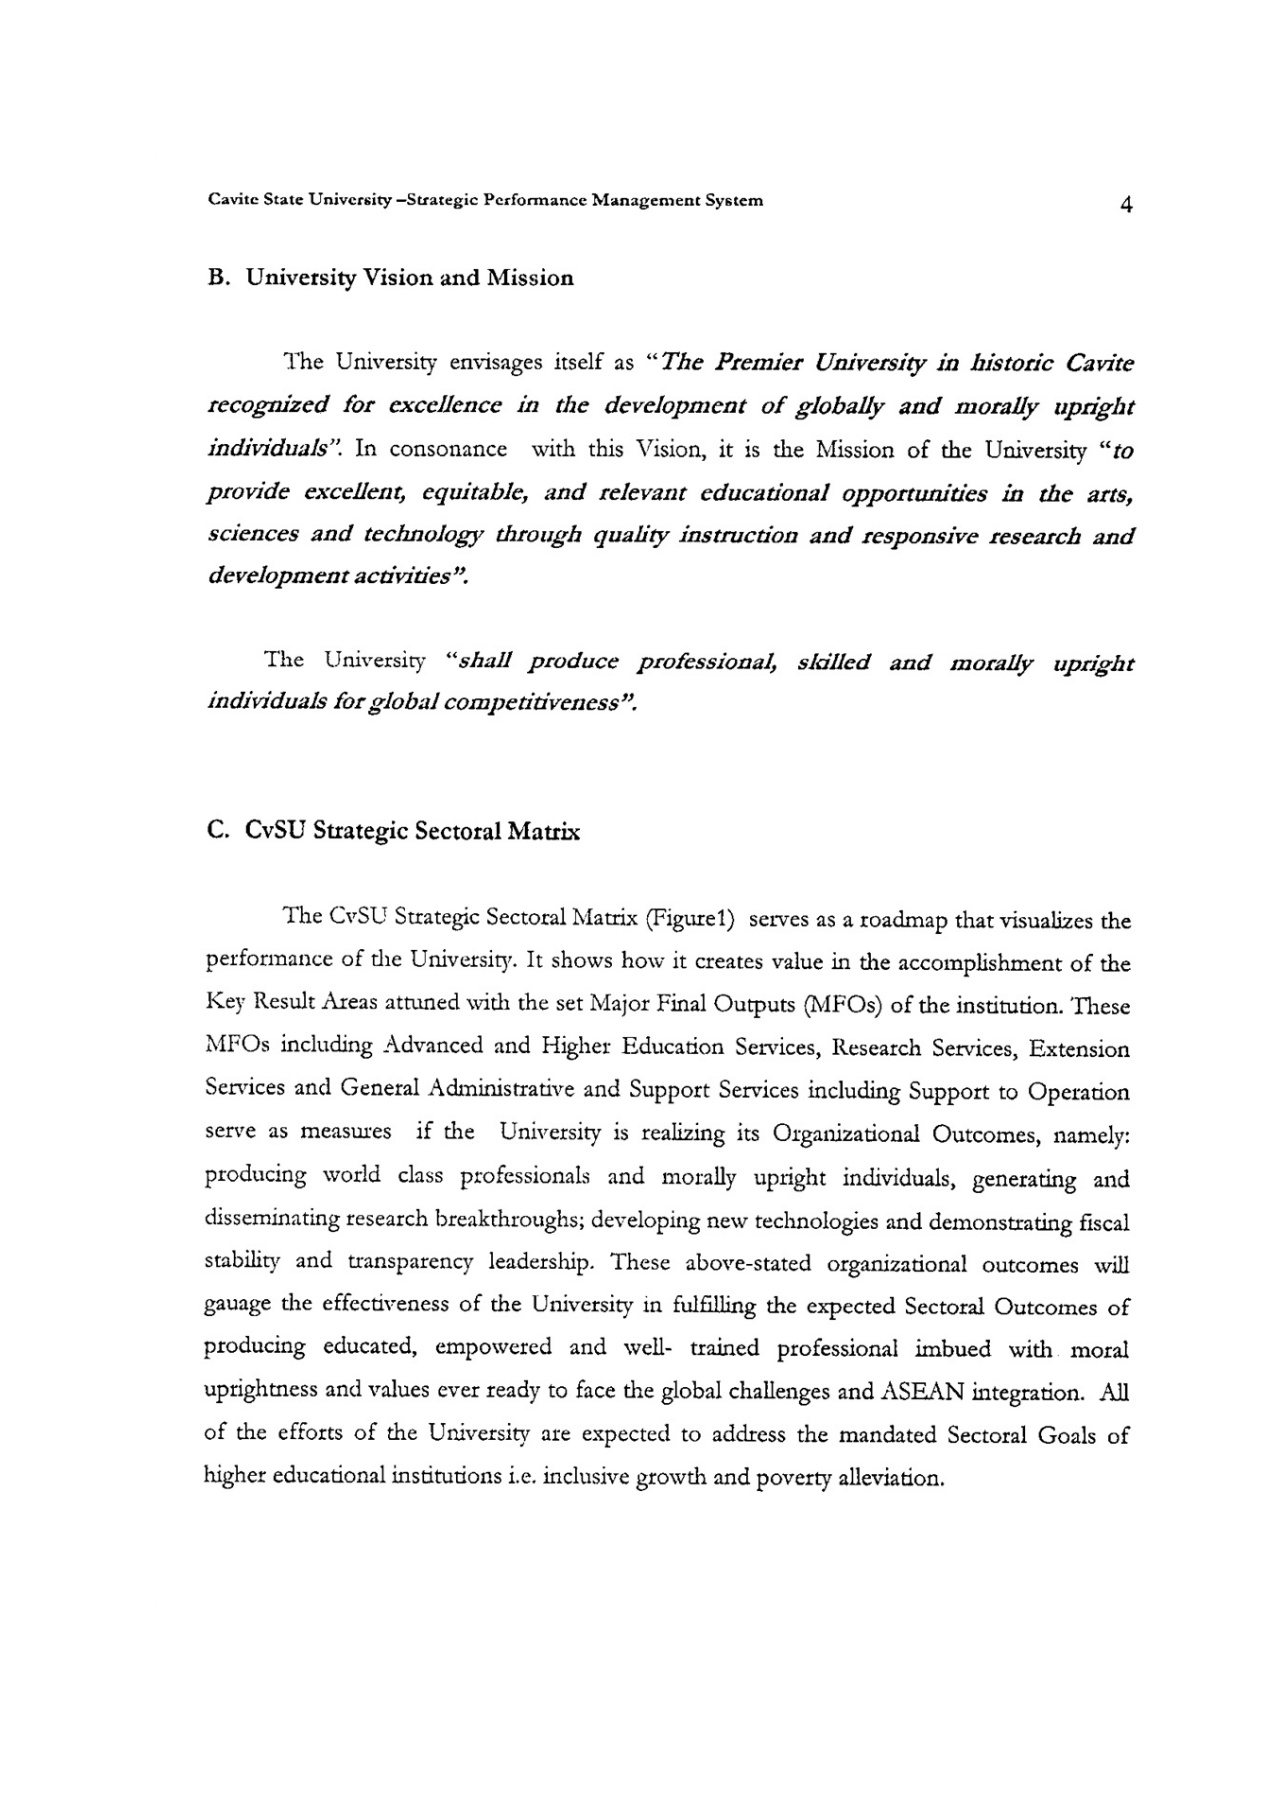 Cavite State University –Strategic Performance Management System 4
B. University Vision and Mission
The University envisages itself as “The Premier University in historic Cavite
recognized for excellence in the development of globally and morally upright
individuals”. In consonance with this Vision, it is the Mission of the University “to
provide excellent, equitable, and relevant educational opportunities in the arts,
sciences and technology through quality instruction and responsive research and
development activities”.
The University “shall produce professional, skilled and morally upright
individuals for global competitiveness”.
C. CvSU Strategic Sectoral Matrix
The CvSU Strategic Sectoral Matrix (Figure1) serves as a roadmap that visualizes the
performance of the University. It shows how it creates value in the accomplishment of the
Key Result Areas attuned with the set Major Final Outputs (MFOs) of the institution. These
MFOs including Advanced and Higher Education Services, Research Services, Extension
Services and General Administrative and Support Services including Support to Operation
serve as measures if the University is realizing its Organizational Outcomes, namely:
producing world class professionals and morally upright individuals, generating and
disseminating research breakthroughs; developing new technologies and demonstrating fiscal
stability and transparency leadership. These above-stated organizational outcomes will
gauage the effectiveness of the University in fulfilling the expected Sectoral Outcomes of
producing educated, empowered and well- trained professional imbued with moral
uprightness and values ever ready to face the global challenges and ASEAN integration. All
of the efforts of the University are expected to address the mandated Sectoral Goals of
higher educational institutions i.e. inclusive growth and poverty alleviation.